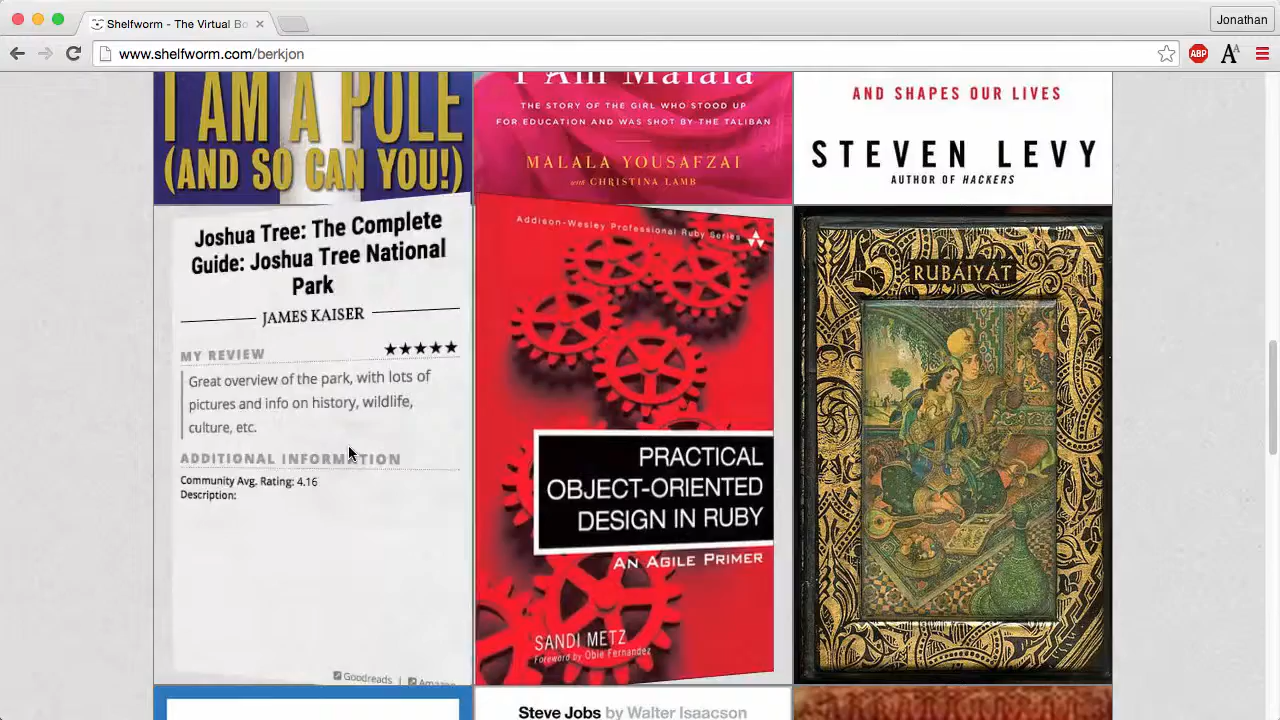 Shelfworm - The Virtual Bo
Jonathan
www.shelfworm.com/berkjon
ABP
I AM A POLE
(AND SO CAN YOU!)
I Am Malala
THE STORY OF THE GIRL WHO STOOD UP
FOR EDUCATION AND WAS SHOT BY THE TALIBAN
MALALA YOUSAFZAI
with CHRISTINA LAMB
AND SHAPES OUR LIVES
STEVEN LEVY
AUTHOR OF HACKERS
Joshua Tree: The Complete
Guide: Joshua Tree National
Park
JAMES KAISER
MY REVIEW ★★★★★
Great overview of the park, with lots of
pictures and info on history, wildlife,
culture, etc.
ADDITIONAL INFORMATION
Community Avg. Rating: 4.16
Description:
Goodreads | Amazon
Addison-Wesley Professional Ruby Series
PRACTICAL
OBJECT-ORIENTED
DESIGN IN RUBY
AN AGILE PRIMER
SANDI METZ
Foreword by Obie Fernandez
RUBÁIYÁT
Steve Jobs by Walter Isaacson